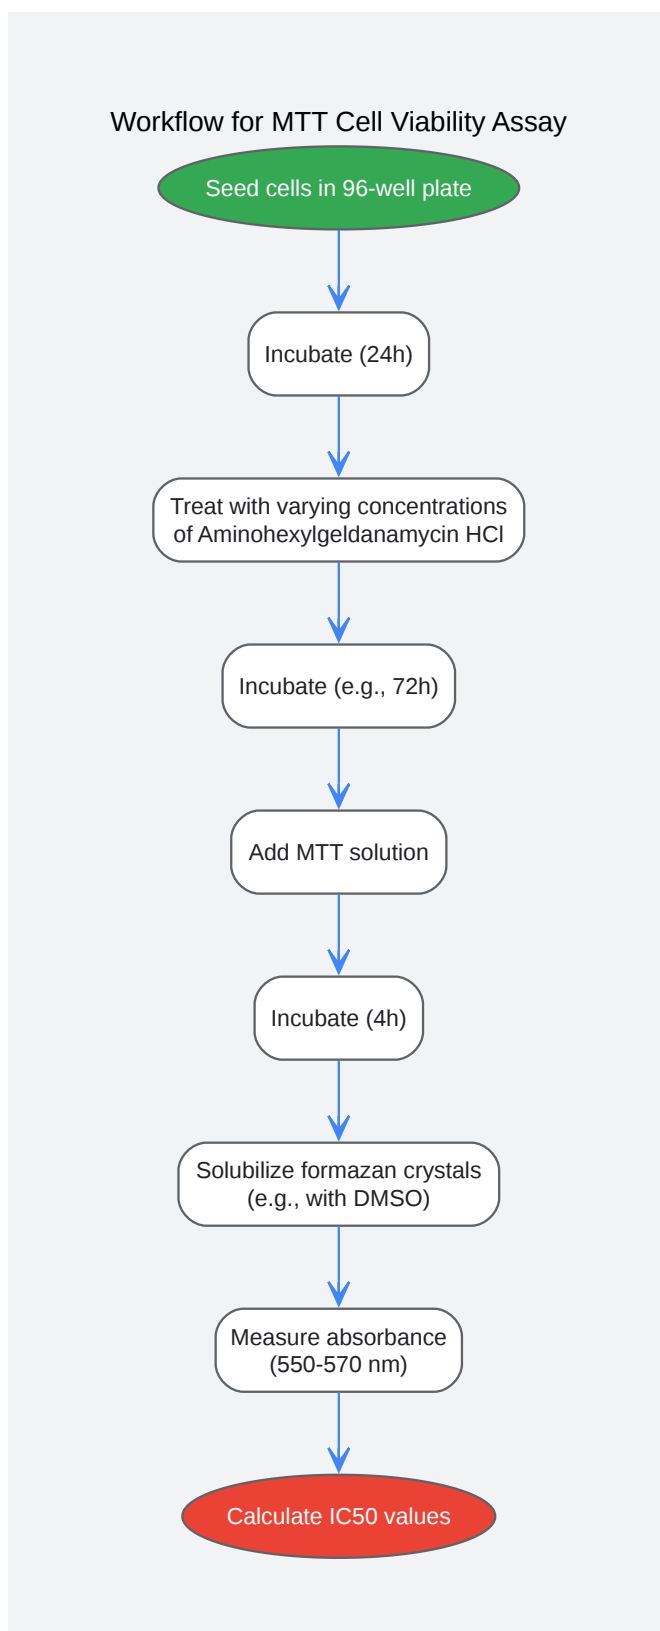 Workflow for MTT Cell Viability Assay
Seed cells in 96-well plate
Incubate (24h)
Treat with varying concentrations
of Aminohexylgeldanamycin HCl
Incubate (e.g., 72h)
Add MTT solution
Incubate (4h)
Solubilize formazan crystals
(e.g., with DMSO)
Measure absorbance
(550-570 nm)
Calculate IC50 values